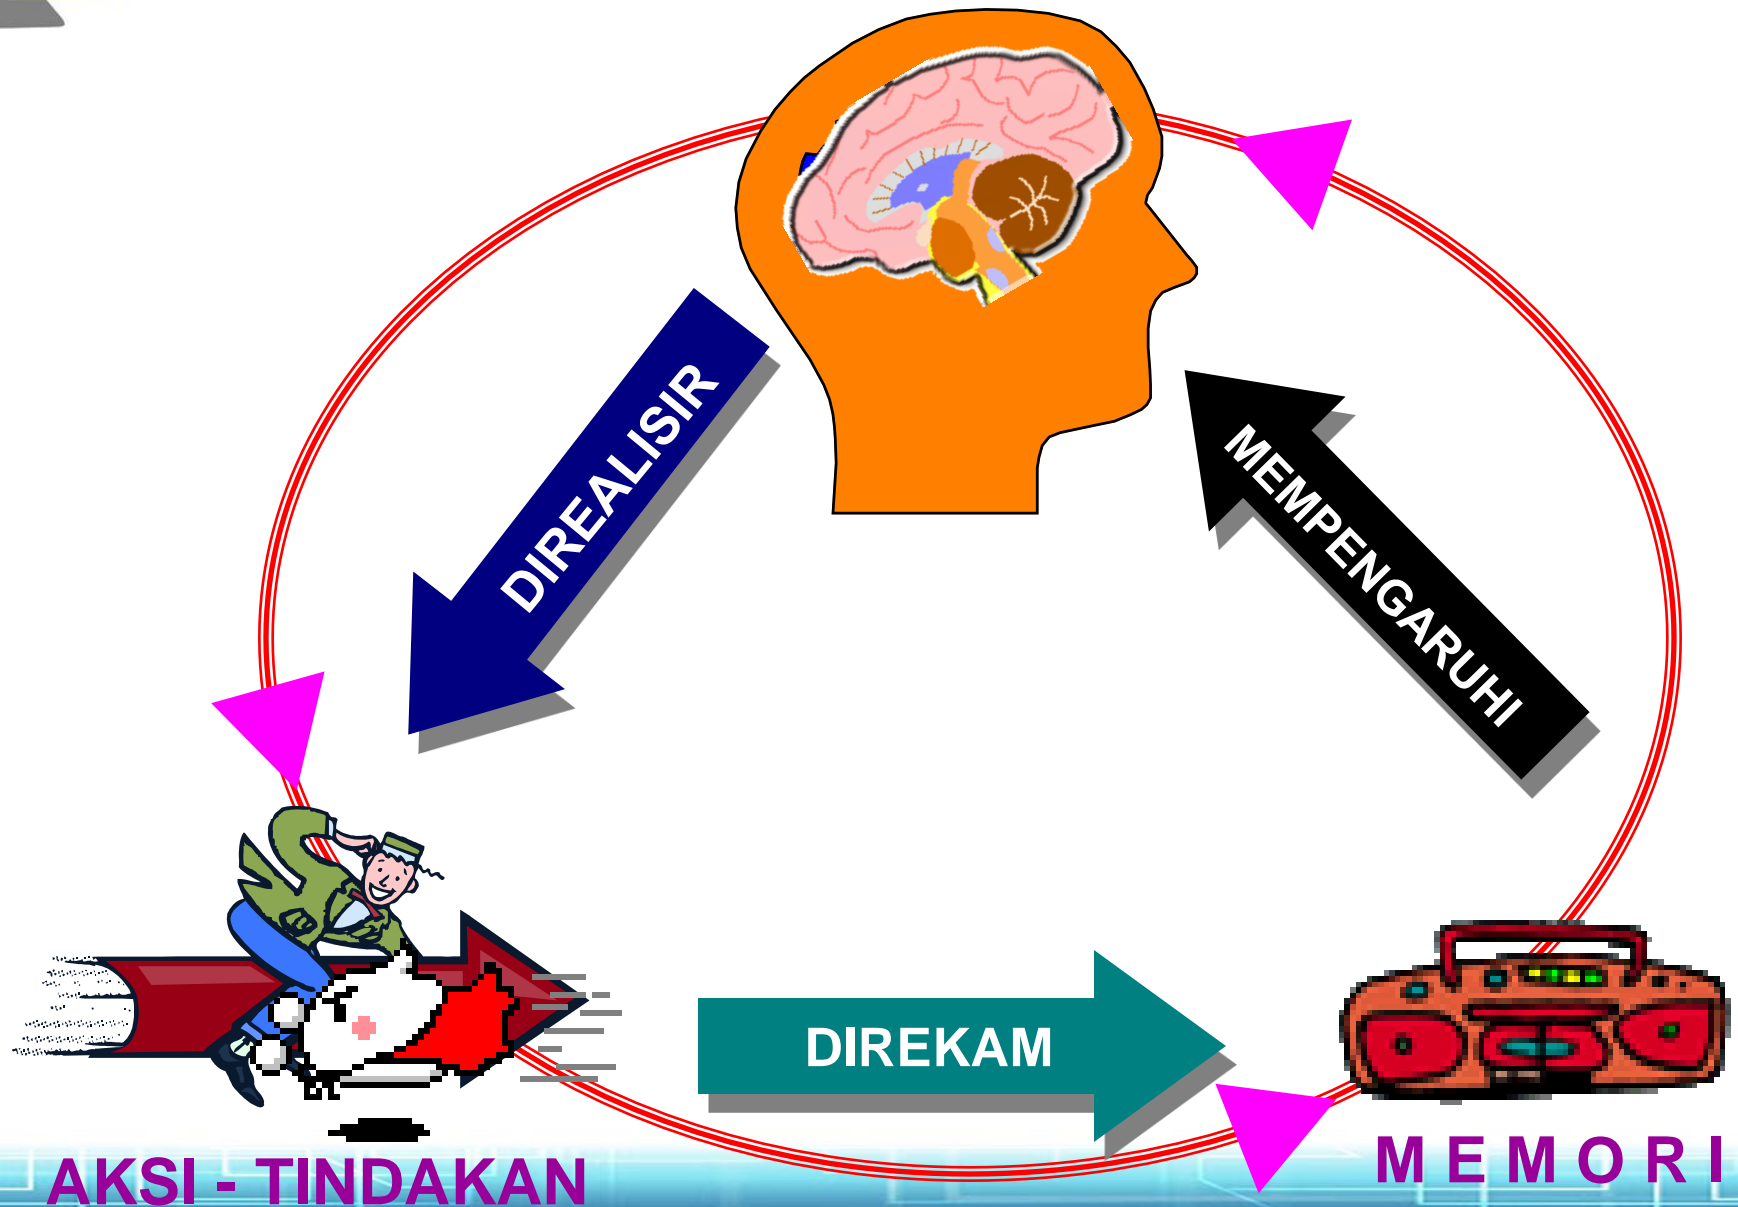 DIREALISIR
MEMPENGARUHI
DIREKAM
AKSI - TINDAKAN
M E M O R I